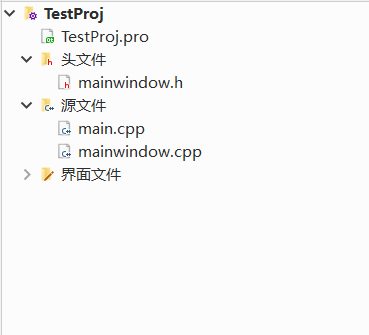 TestProj
TestProj.pro
头文件
mainwindow.h
源文件
main.cpp
mainwindow.cpp
界面文件